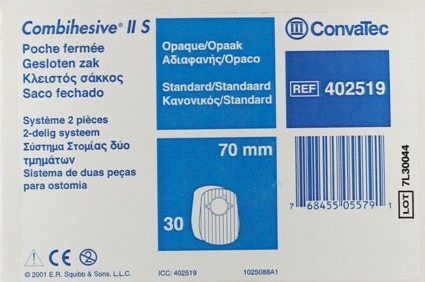 Combihesive® II S
Poche fermée
Gesloten zak
Κλειστός σάκκος
Saco fechado
Système 2 pièces
2-delig systeem
Σύστημα Στομίας δύο
τμημάτων
Sistema de duas peças
para ostomia
CE
© 2001 E.R. Squibb & Sons, L.L.C.
Opaque/Opaak
Αδιαφανής/Opaco
Standard/Standaard
Κανονικός/Standard
70 mm
30
ICC: 402519
1025088A1
ConvaTec
REF 402519
7 68455 05579 1
LOT 7L30044